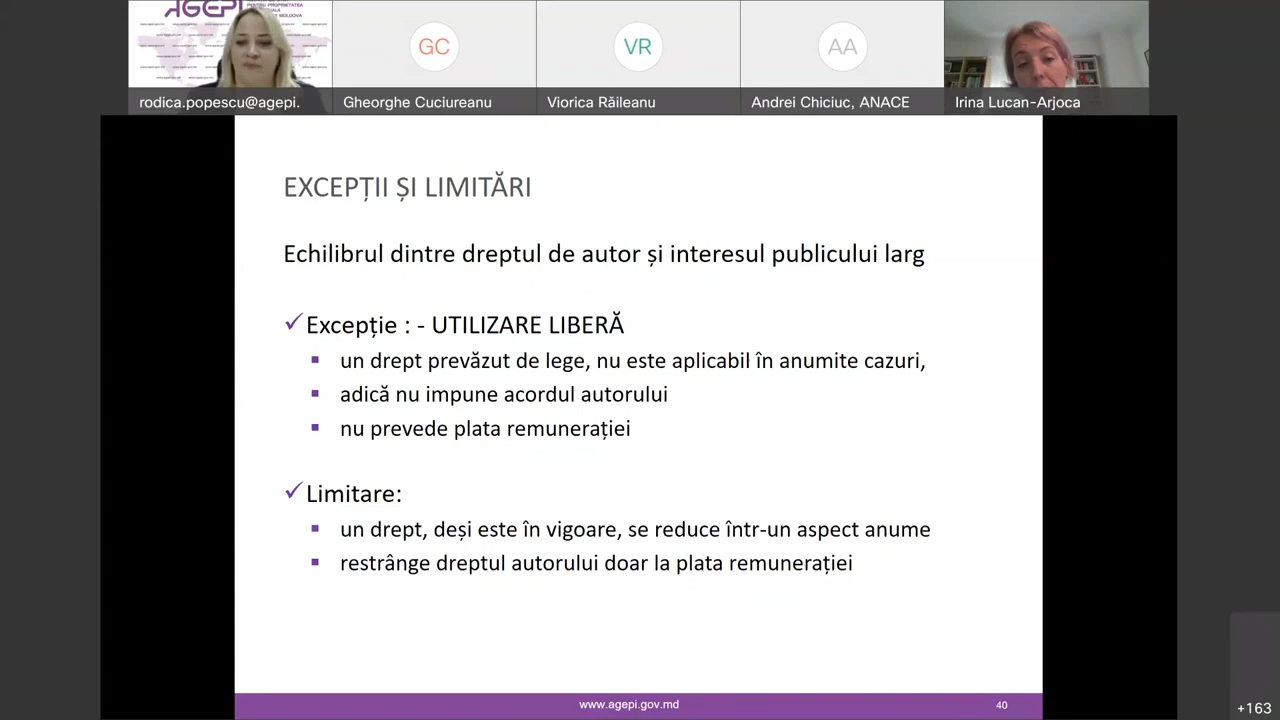 AGEPI
PENTRU PROPRIETATEA
rodica.popescu@agepi.
GC
Gheorghe Cuciureanu
VR
Viorica Răileanu
AA
Andrei Chiciuc, ANACE
Irina Lucan-Arjoca
EXCEPȚII ȘI LIMITĂRI
Echilibrul dintre dreptul de autor și interesul publicului larg
Excepție : - UTILIZARE LIBERĂ
un drept prevăzut de lege, nu este aplicabil în anumite cazuri,
adică nu impune acordul autorului
nu prevede plata remunerației
Limitare:
un drept, deși este în vigoare, se reduce într-un aspect anume
restrânge dreptul autorului doar la plata remunerației
www.agepi.gov.md
40
+163